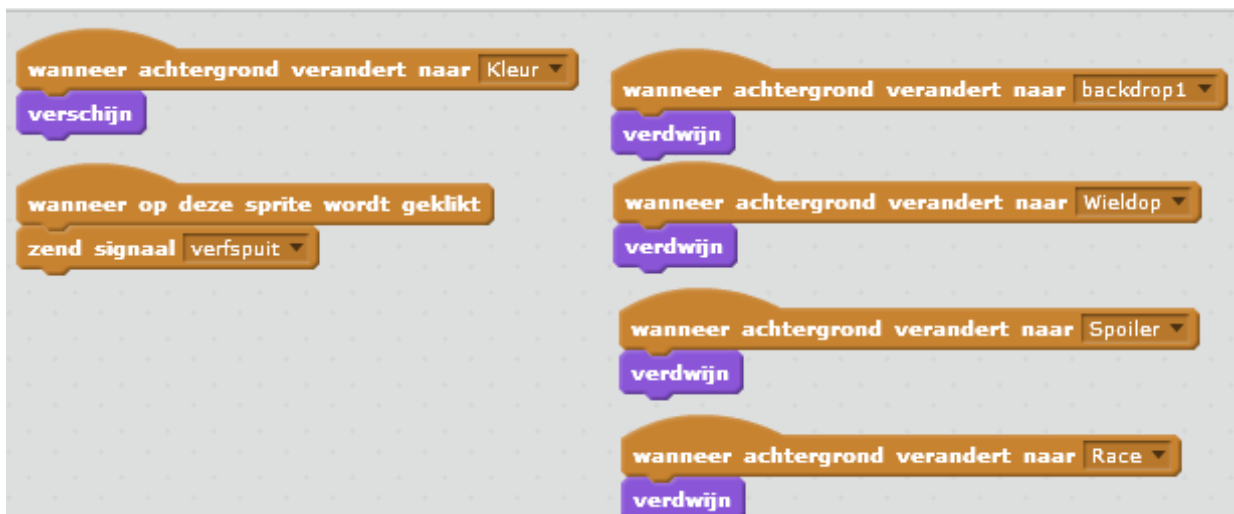 wanneer achtergrond verandert naar Kleur
verschijn
wanneer op deze sprite wordt geklikt
zend signaal verfspuit
wanneer achtergrond verandert naar backdrop1
verdwijn
wanneer achtergrond verandert naar Wieldop
verdwijn
wanneer achtergrond verandert naar Spoiler
verdwijn
wanneer achtergrond verandert naar Race
verdwijn